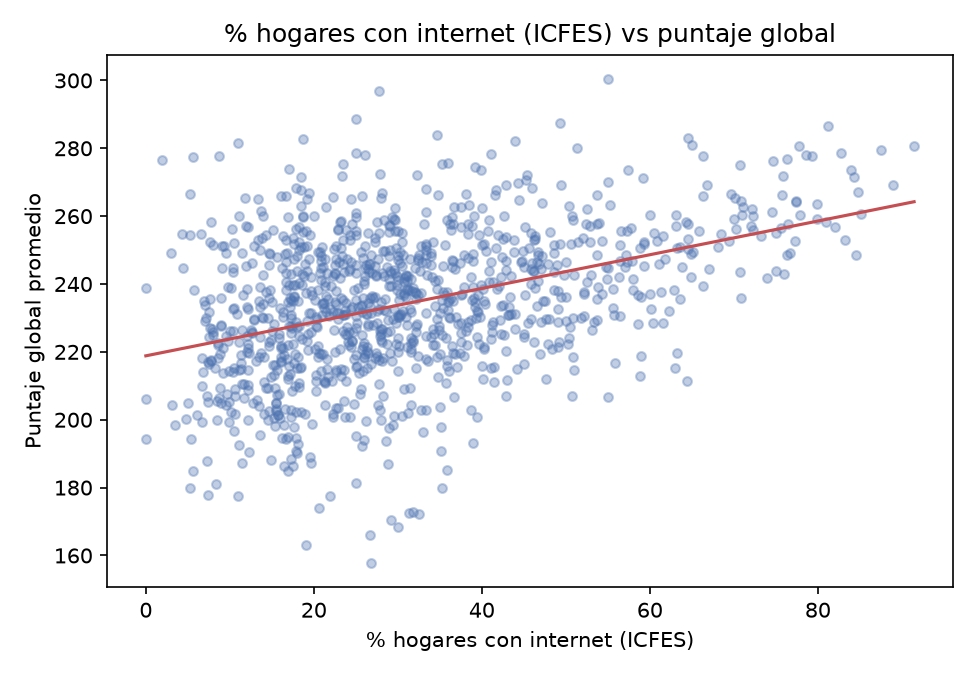 % hogares con internet (ICFES) vs puntaje global
300
280
260
240
220
200
180
160
Puntaje global promedio
0 20 40 60 80
% hogares con internet (ICFES)